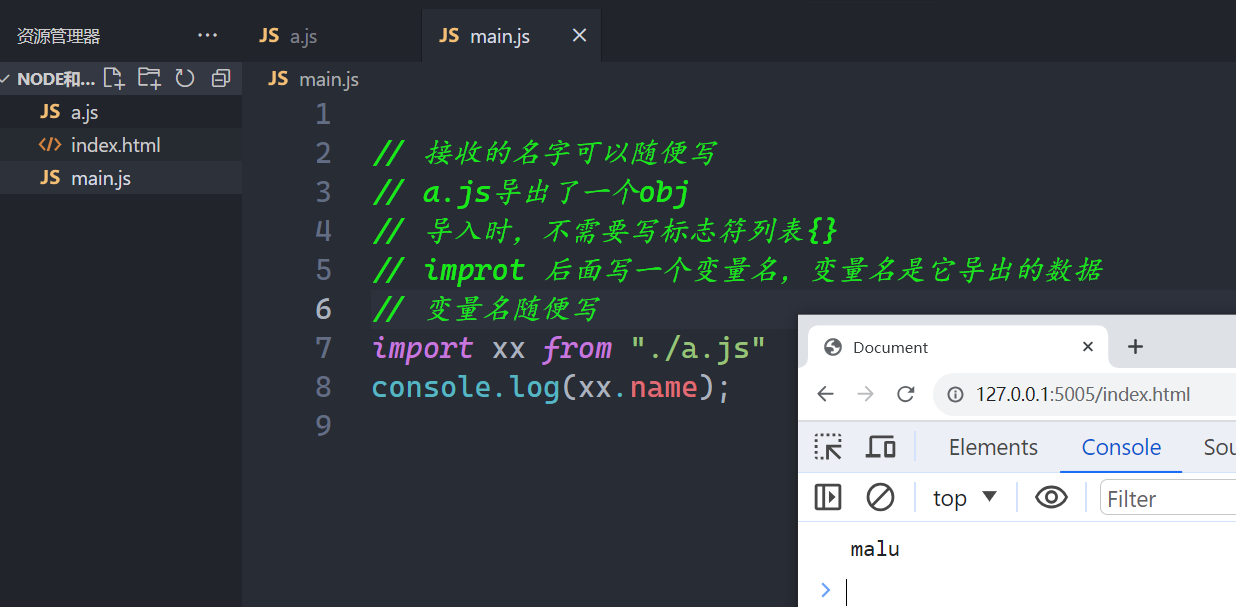 资源管理器 ...
JS a.js
JS main.js
NODE和...
JS a.js
</> index.html
JS main.js
JS main.js
1
2 // 接收的名字可以随便写
3 // a.js导出了一个obj
4 // 导入时，不需要写标志符列表{}
5 // improt 后面写一个变量名，变量名是它导出的数据
6 // 变量名随便写
7 import xx from "./a.js"
8 console.log(xx.name);
9
Document
127.0.0.1:5005/index.html
Elements Console Sou
top Filter
malu